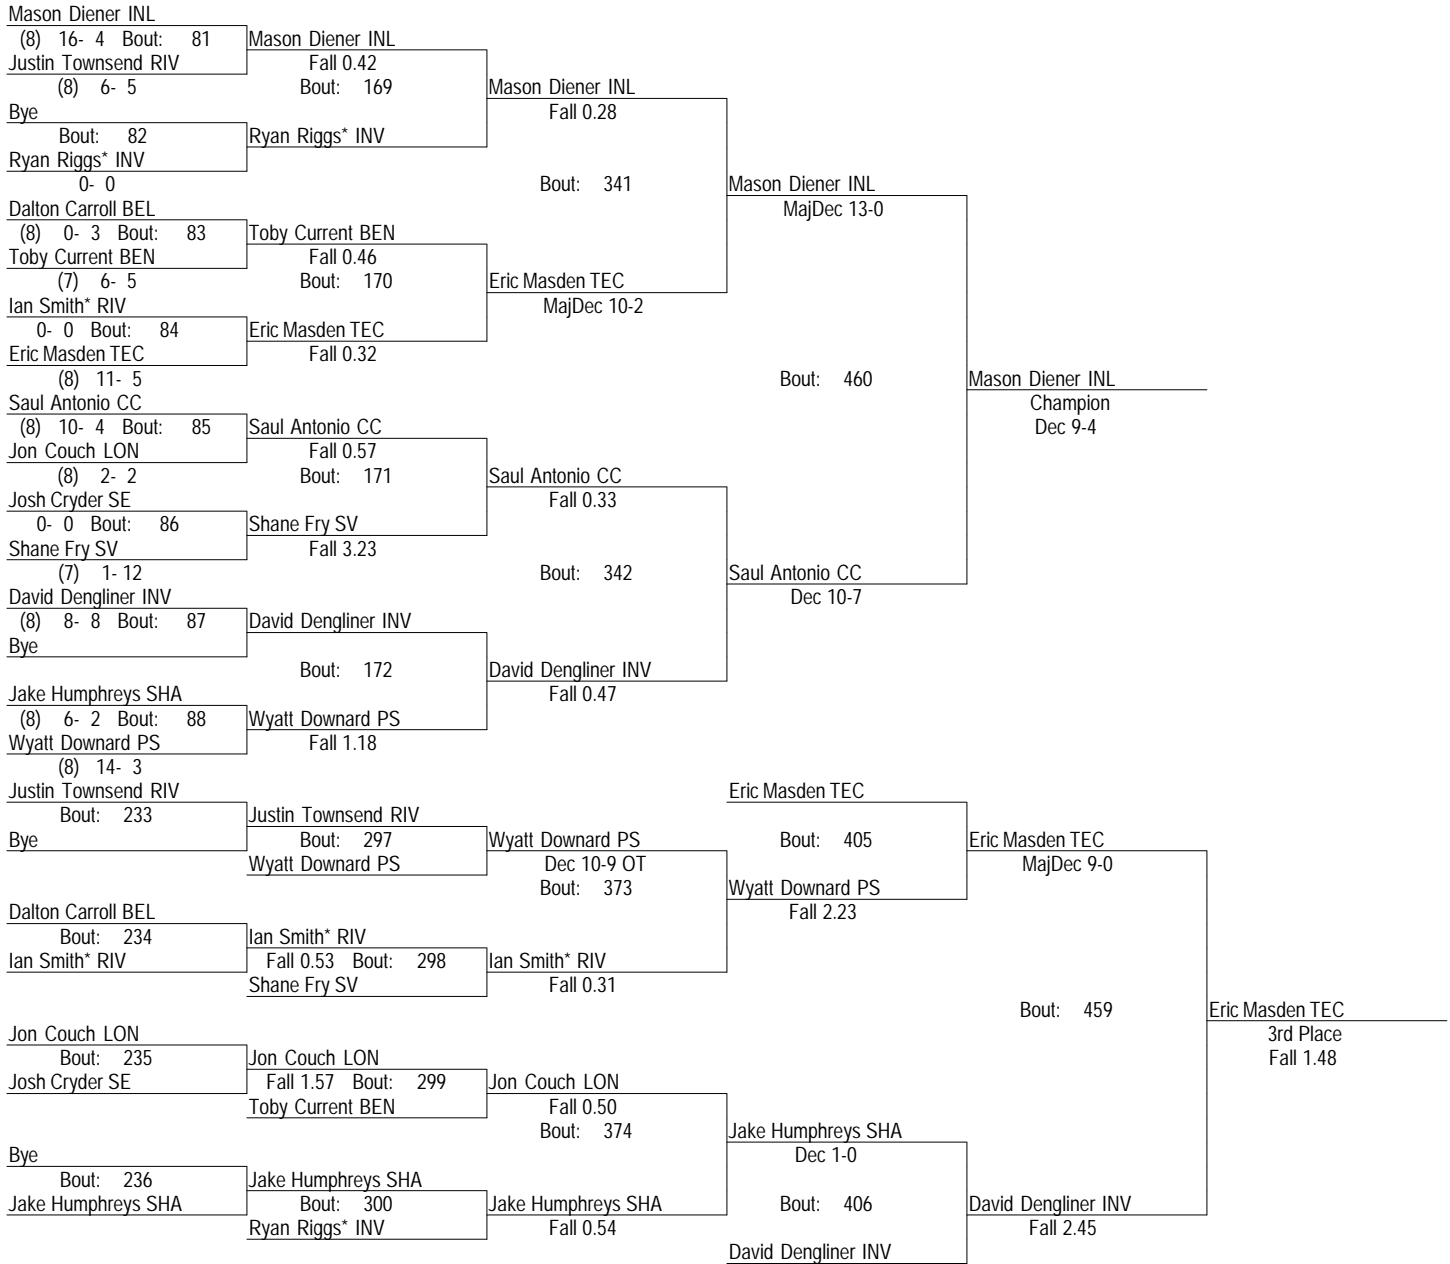 Mason Diener INL
(8) 16- 4 Bout: 81 Mason Diener INL
Justin Townsend RIV Fall 0.42
(8) 6- 5 Bout: 169 Mason Diener INL
Bye Fall 0.28
Bout: 82 Ryan Riggs* INV
Ryan Riggs* INV
0- 0 Bout: 341 Mason Diener INL
Dalton Carroll BEL MajDec 13-0
(8) 0- 3 Bout: 83 Toby Current BEN
Toby Current BEN Fall 0.46
(7) 6- 5 Bout: 170 Eric Masden TEC
Ian Smith* RIV MajDec 10-2
0- 0 Bout: 84 Eric Masden TEC
Eric Masden TEC Fall 0.32
(8) 11- 5 Bout: 460 Mason Diener INL
Saul Antonio CC Champion
(8) 10- 4 Bout: 85 Saul Antonio CC Dec 9-4
Jon Couch LON Fall 0.57
(8) 2- 2 Bout: 171 Saul Antonio CC
Josh Cryder SE Fall 0.33
0- 0 Bout: 86 Shane Fry SV
Shane Fry SV Fall 3.23
(7) 1- 12 Bout: 342 Saul Antonio CC
David Dengliner INV Dec 10-7
(8) 8- 8 Bout: 87 David Dengliner INV
Bye
Bout: 172 David Dengliner INV
Jake Humphreys SHA Fall 0.47
(8) 6- 2 Bout: 88 Wyatt Downard PS
Wyatt Downard PS Fall 1.18
(8) 14- 3
Justin Townsend RIV Eric Masden TEC
Bout: 233 Justin Townsend RIV
Bye Bout: 297 Wyatt Downard PS Bout: 405 Eric Masden TEC
Wyatt Downard PS Dec 10-9 OT MajDec 9-0
Bout: 373 Wyatt Downard PS
Dalton Carroll BEL Fall 2.23
Bout: 234 Ian Smith* RIV
Ian Smith* RIV Fall 0.53 Bout: 298 Ian Smith* RIV
Shane Fry SV Fall 0.31
Bout: 459 Eric Masden TEC
Jon Couch LON 3rd Place
Bout: 235 Jon Couch LON Fall 1.48
Josh Cryder SE Fall 1.57 Bout: 299 Jon Couch LON
Toby Current BEN Fall 0.50
Bout: 374 Jake Humphreys SHA
Bye Dec 1-0
Bout: 236 Jake Humphreys SHA
Jake Humphreys SHA Bout: 300 Jake Humphreys SHA Bout: 406 David Dengliner INV
Ryan Riggs* INV Fall 0.54 Fall 2.45
David Dengliner INV